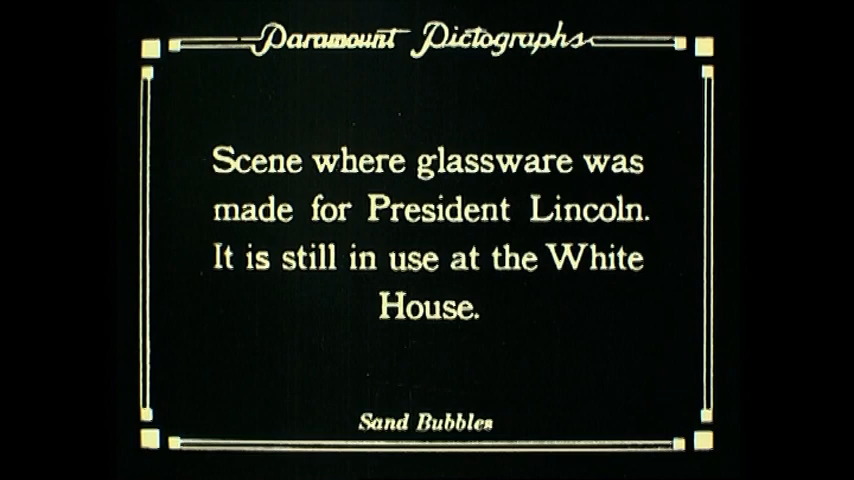 Paramount Pictographs
Scene where glassware was
made for President Lincoln.
It is still in use at the White
House.
Sand Bubbles